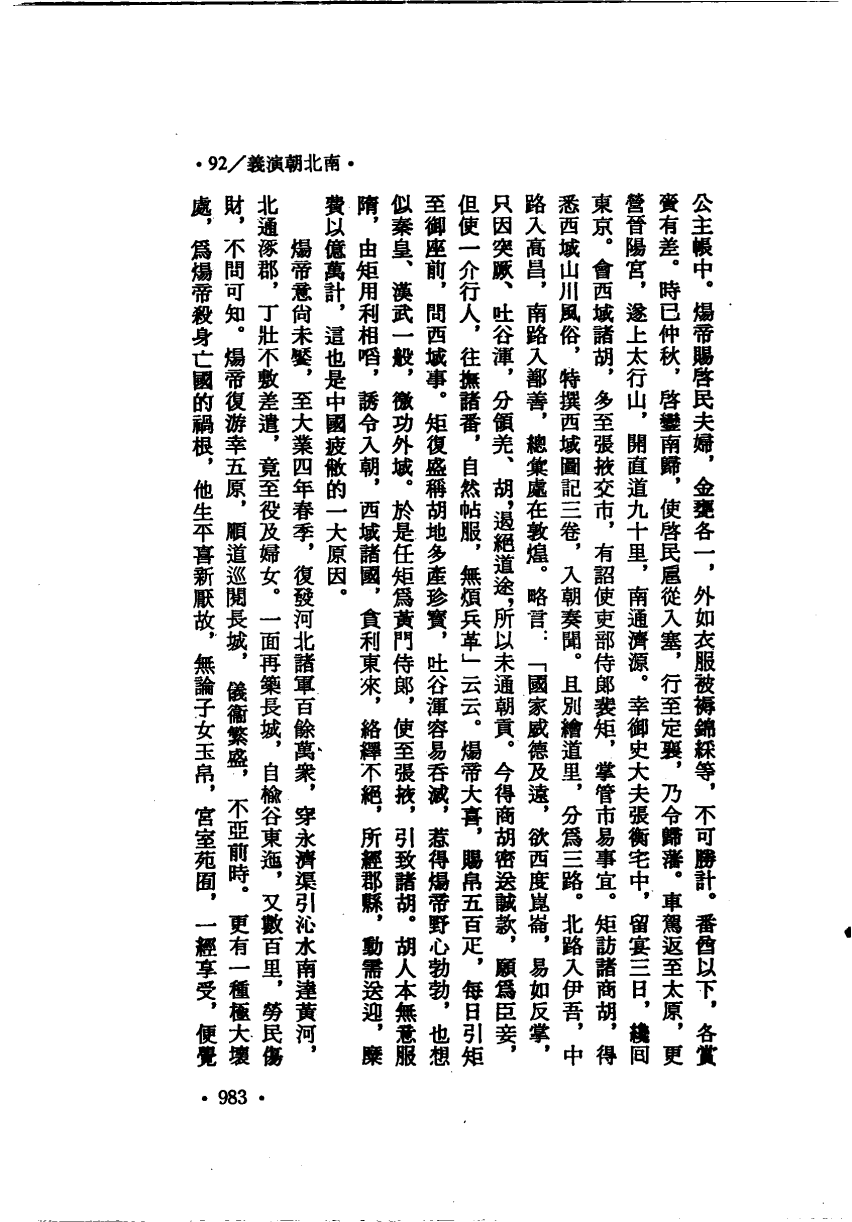 •92/義演朝北南•
公主帳中。煬帝賜啓民夫婦，金甕各一，外如衣服被褥錦綵等，不可勝計。番酋以下，各賞
賚有差。時已仲秋，啓鑾南歸，使啓民扈從入塞，行至定襄，乃令歸藩。車駕返至太原，更
營晉陽宮，遂上太行山，開直道九十里，南通濟源。幸御史大夫張衡宅中，留宴三日，纔回
東京。會西域諸胡，多至張掖交市，有詔使吏部侍郎裴矩，掌管市易事宜。矩訪諸商胡，得
悉西域山川風俗，特撰西域圖記三卷，入朝奏聞。且別繪道里，分爲三路。北路入伊吾，中
路入高昌，南路入鄯善，總彙處在敦煌。略言：「國家威德及遠，欲西度崑崙，易如反掌，
只因突厥、吐谷渾，分領羌、胡，遏絕道途，所以未通朝貢。今得商胡密送誠款，願爲臣妾，
但使一介行人，往撫諸番，自然帖服，無煩兵革」云云。煬帝大喜，賜帛五百疋，每日引矩
至御座前，問西域事。矩復盛稱胡地多產珍寶，吐谷渾容易吞滅，惹得煬帝野心勃勃，也想
似秦皇、漢武一般，徼功外域。於是任矩爲黃門侍郎，使至張掖，引致諸胡。胡人本無意服
隋，由矩用利相啗，誘令入朝，西域諸國，貪利東來，絡繹不絕，所經郡縣，動需送迎，糜
費以億萬計，這也是中國疲敝的一大原因。
煬帝意尚未饜，至大業四年春季，復發河北諸軍百餘萬衆，穿永濟渠引沁水南達黃河，
北通涿郡，丁壯不敷差遣，竟至役及婦女。一面再築長城，自楡谷東迤，又數百里，勞民傷
財，不問可知。煬帝復游幸五原，順道巡閱長城，儀衞繁盛，不亞前時。更有一種極大壞
處，爲煬帝殺身亡國的禍根，他生平喜新厭故，無論子女玉帛，宮室苑囿，一經享受，便覺
•983•